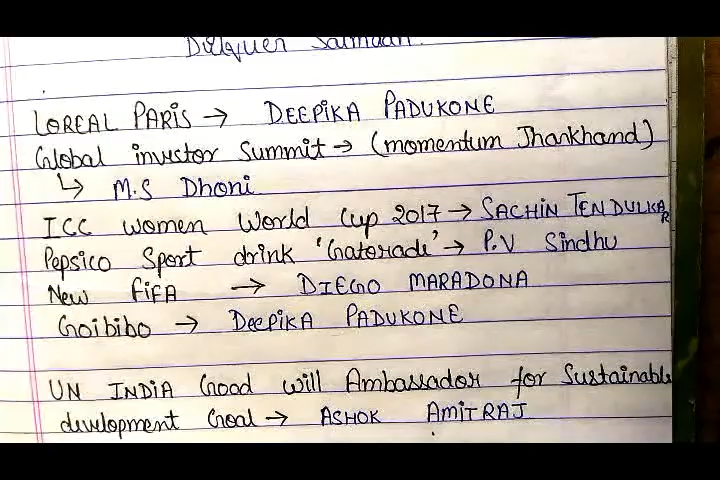 Dulquer Salmaan.
LOREAL PARIS → DEEPIKA PADUKONE
Global investor Summit → (momentum Jharkhand)
↳ M.S Dhoni
ICC women World Cup 2017 → SACHIN TENDULKAR
Pepsico Sport drink 'Gatorade' → P.V Sindhu
New FiFA → DIEGO MARADONA
Goibibo → DEEPIKA PADUKONE
UN INDIA Good will Ambassador for Sustainable
development Goal → ASHOK AMITRAJ